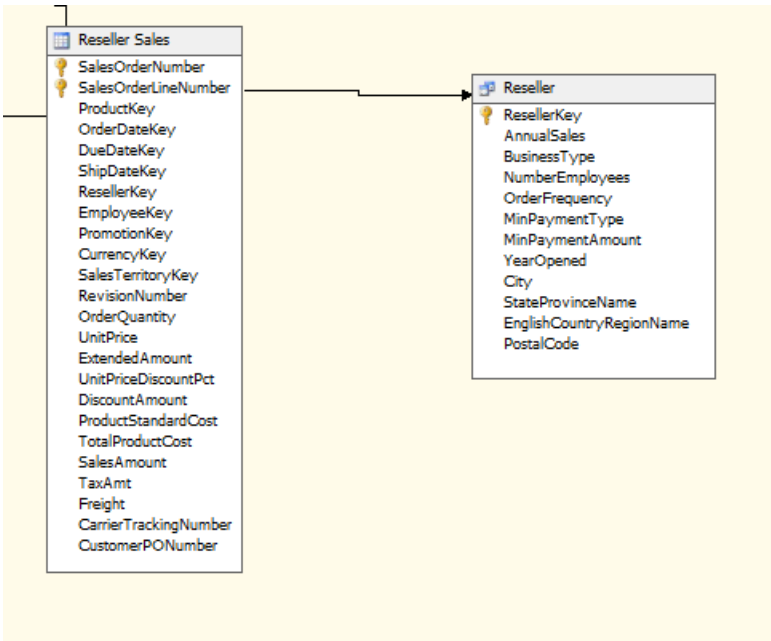 Reseller Sales
SalesOrderNumber
SalesOrderLineNumber
ProductKey
OrderDateKey
DueDateKey
ShipDateKey
ResellerKey
EmployeeKey
PromotionKey
CurrencyKey
SalesTerritoryKey
RevisionNumber
OrderQuantity
UnitPrice
ExtendedAmount
UnitPriceDiscountPct
DiscountAmount
ProductStandardCost
TotalProductCost
SalesAmount
TaxAmt
Freight
CarrierTrackingNumber
CustomerPONumber
Reseller
ResellerKey
AnnualSales
BusinessType
NumberEmployees
OrderFrequency
MinPaymentType
MinPaymentAmount
YearOpened
City
StateProvinceName
EnglishCountryRegionName
PostalCode